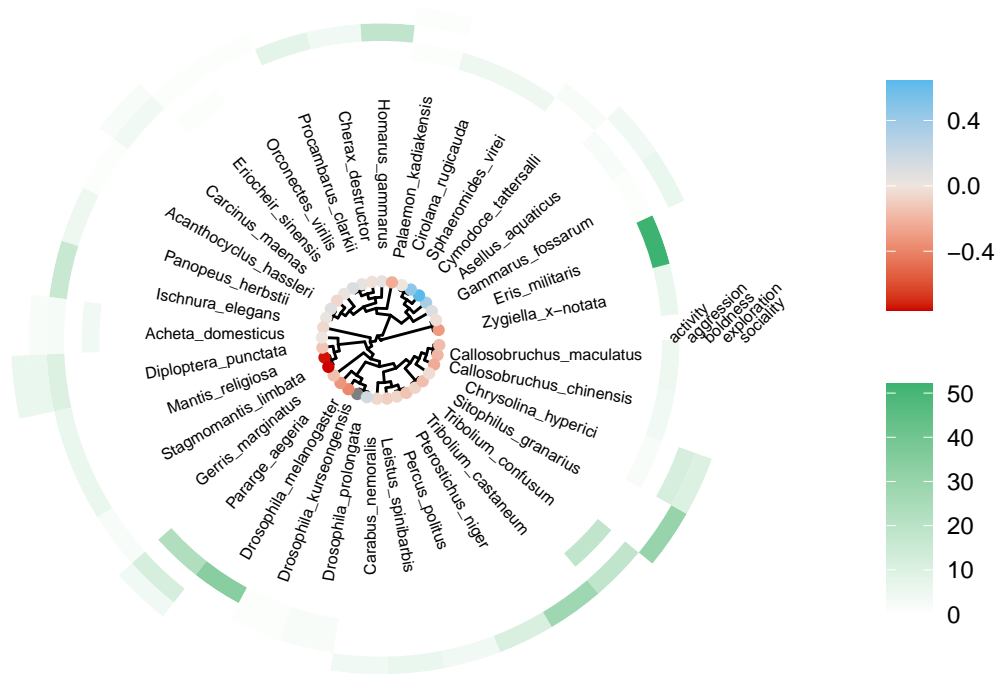 Homarus_gammarus
Palaemon_kadiakensis
Cirolana_rugicauda
Sphaeromides_virei
Cymodoce_tattersalli
Asellus_aquaticus
Gammarus_fossarum
Eris_militaris
Zygiella_x−notata
activity
aggression
boldness
exploration
sociality
Callosobruchus_maculatus
Callosobruchus_chinensis
Chrysolina_hyperici
Sitophilus_granarius
Tribolium_confusum
Tribolium_castaneum
Pterostichus_niger
Percus_politus
Leistus_spinibarbis
Carabus_nemoralis
Drosophila_prolongata
Drosophila_kurseongensis
Drosophila_melanogaster
Pararge_aegeria
Gerris_marginatus
Stagmomantis_limbata
Mantis_religiosa
Diploptera_punctata
Acheta_domesticus
Ischnura_elegans
Panopeus_herbstii
Acanthocyclus_hassleri
Carcinus_maenas
Eriocheir_sinensis
Orconectes_virilis
Procambarus_clarkii
Cherax_destructor
0.4
0.0
−0.4
50
40
30
20
10
0